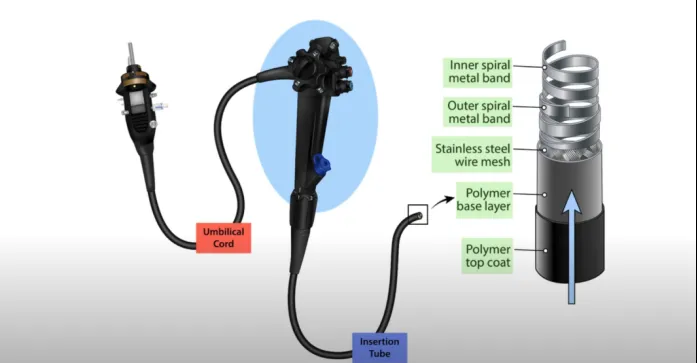 Umbilical
Cord
Insertion
Tube
Inner spiral
metal band
Outer spiral
metal band
Stainless steel
wire mesh
Polymer
base layer
Polymer
top coat